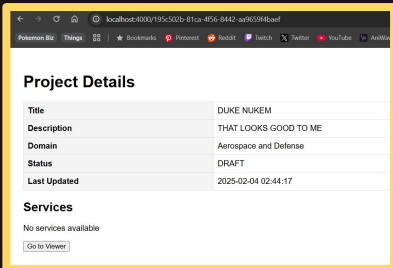 localhost:4000/195c502b-81ca-4f56-8442-aa9659f4baef
Pokemon Biz Things Bookmarks Pinterest Reddit Twitch Twitter YouTube AniWav
Project Details
Title DUKE NUKEM
Description THAT LOOKS GOOD TO ME
Domain Aerospace and Defense
Status DRAFT
Last Updated 2025-02-04 02:44:17
Services
No services available
Go to Viewer